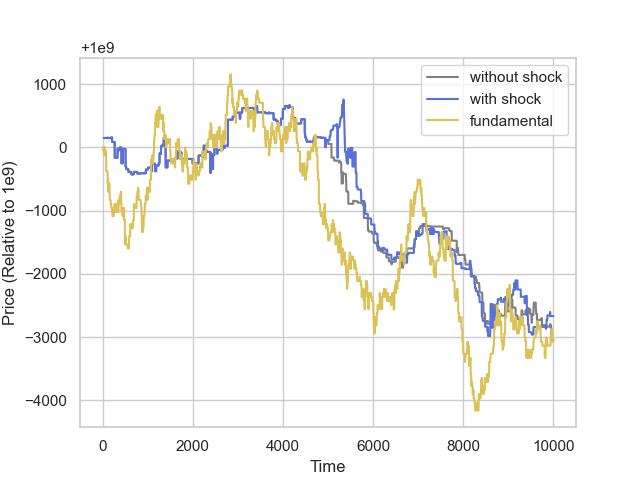 +1e9
1000
0
−1000
−2000
−3000
−4000
Price (Relative to 1e9)
without shock
with shock
fundamental
0
2000
4000
6000
8000
10000
Time